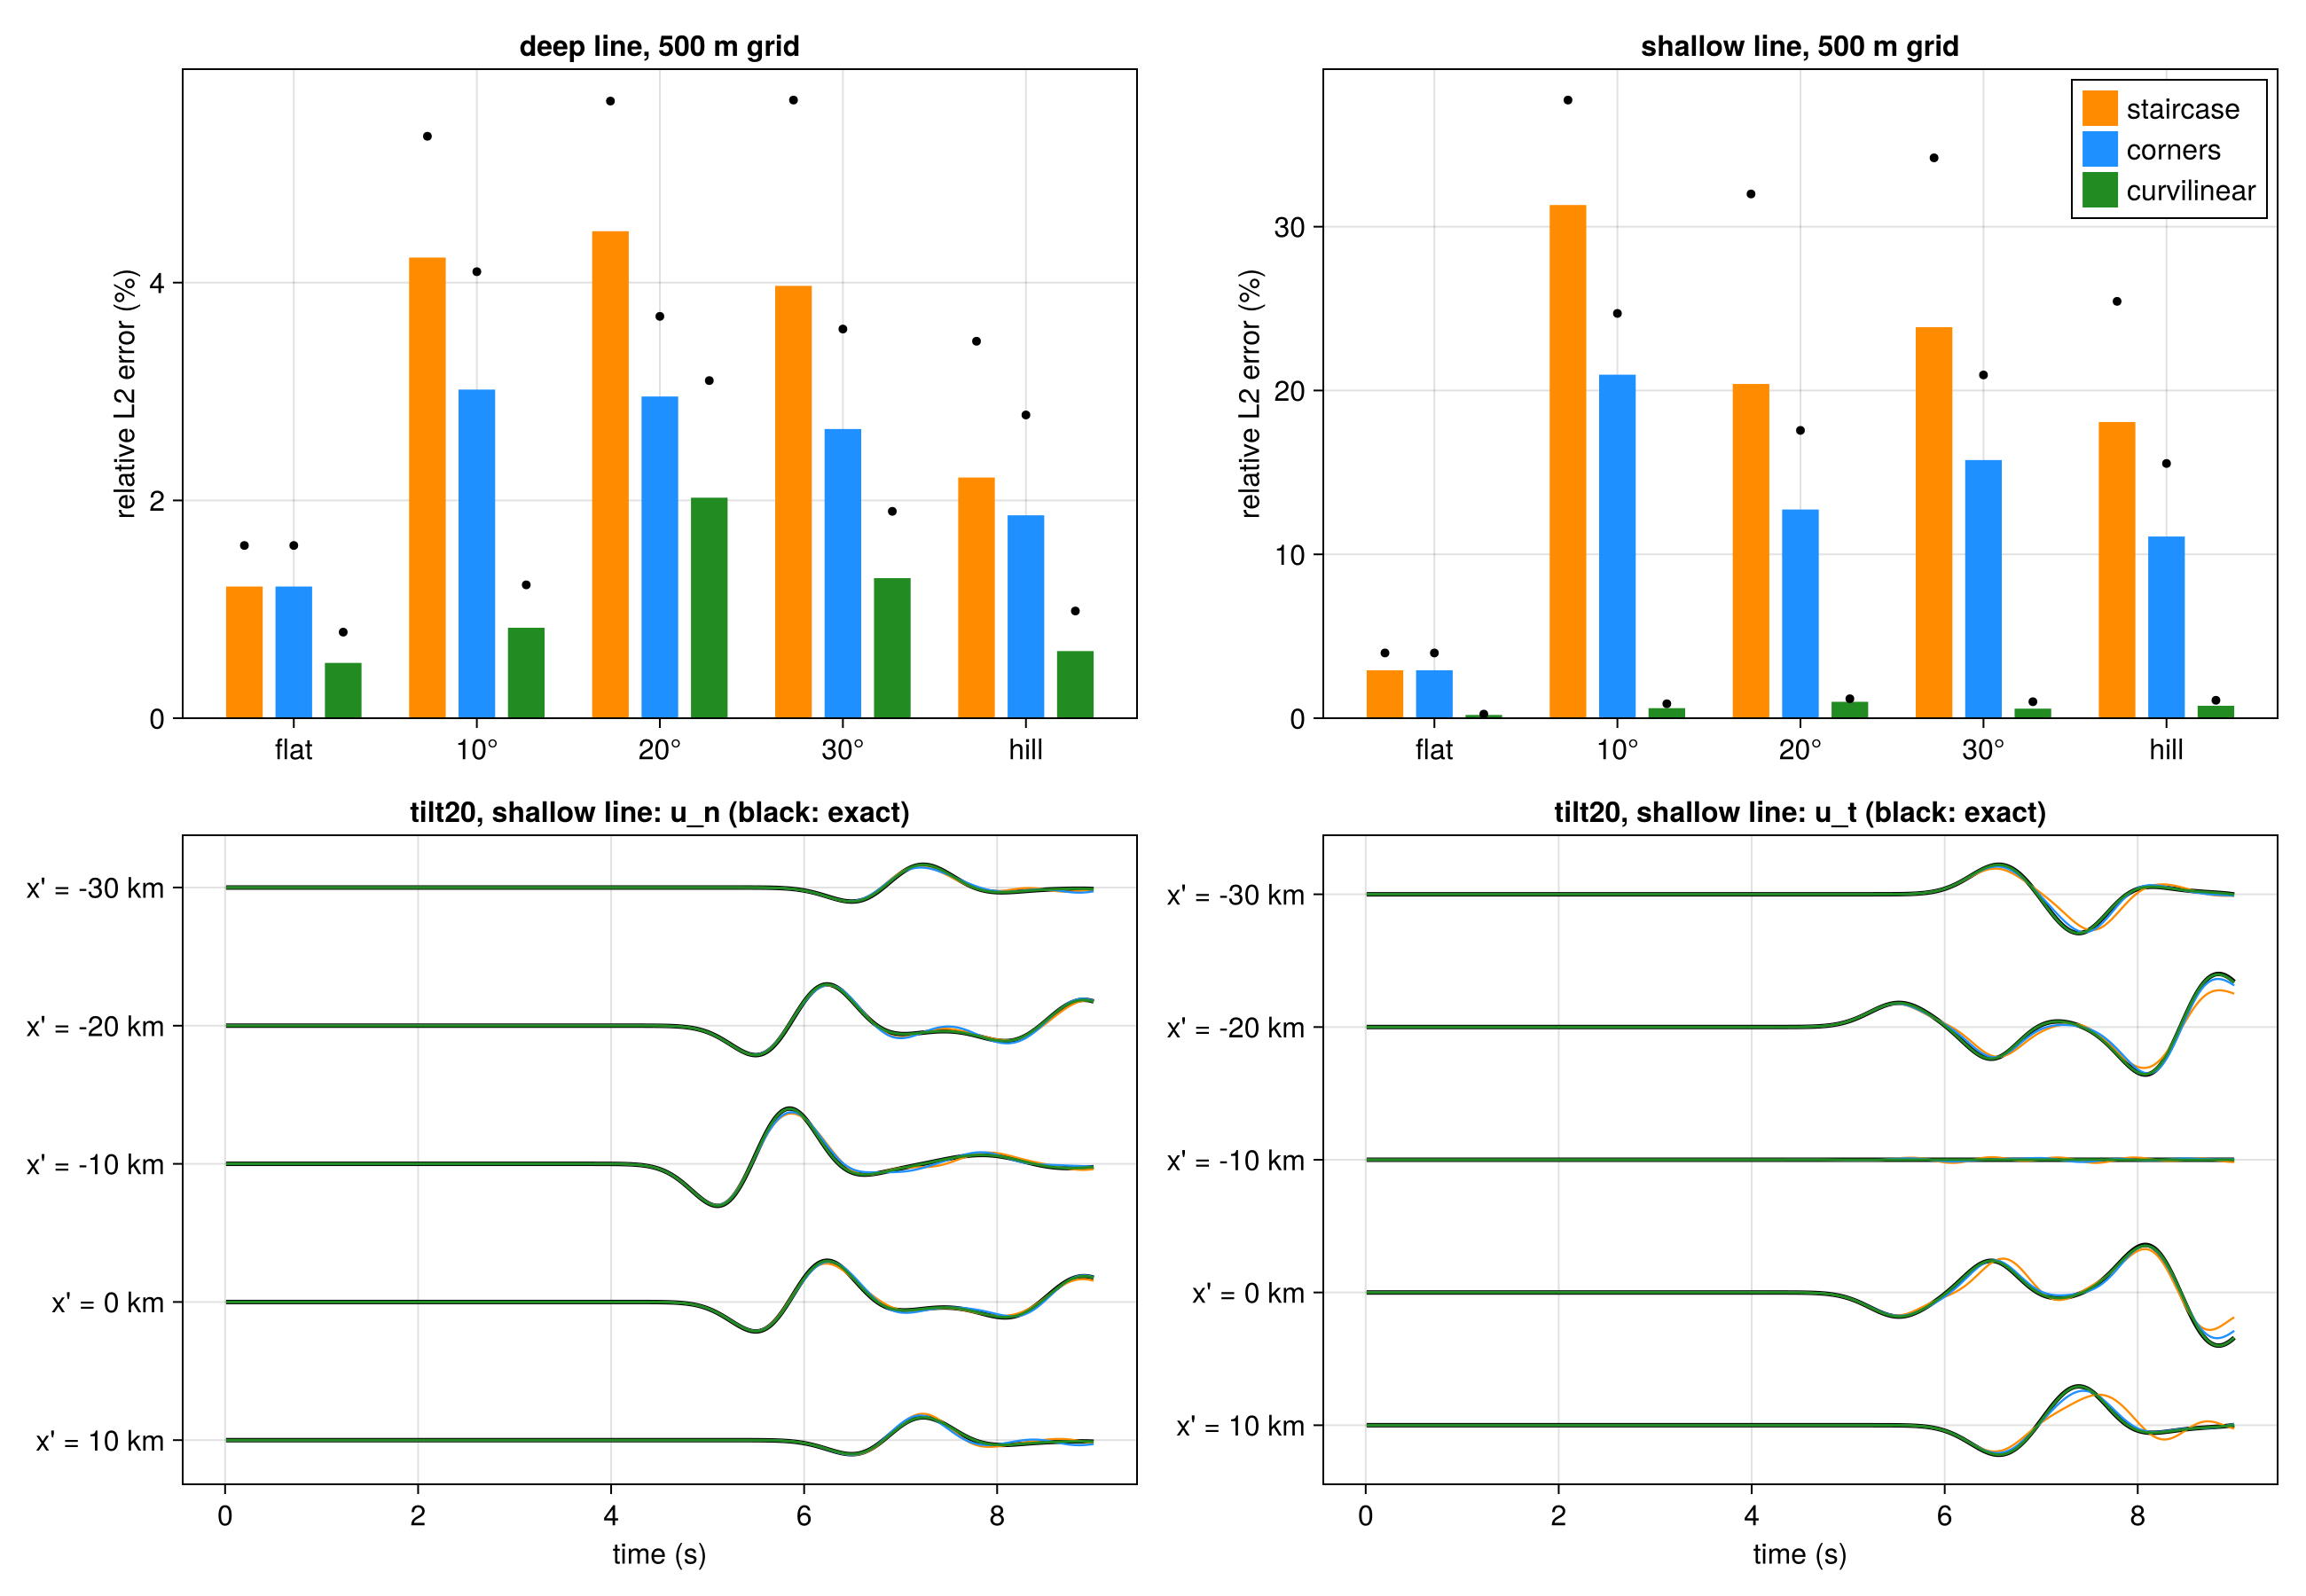 deep line, 500 m grid
relative L2 error (%)
4
2
0
flat
10°
20°
30°
hill
shallow line, 500 m grid
relative L2 error (%)
30
20
10
0
flat
10°
20°
30°
hill
staircase
corners
curvilinear
tilt20, shallow line: u_n (black: exact)
x' = -30 km
x' = -20 km
x' = -10 km
x' = 0 km
x' = 10 km
0
2
4
6
8
time (s)
tilt20, shallow line: u_t (black: exact)
x' = -30 km
x' = -20 km
x' = -10 km
x' = 0 km
x' = 10 km
0
2
4
6
8
time (s)